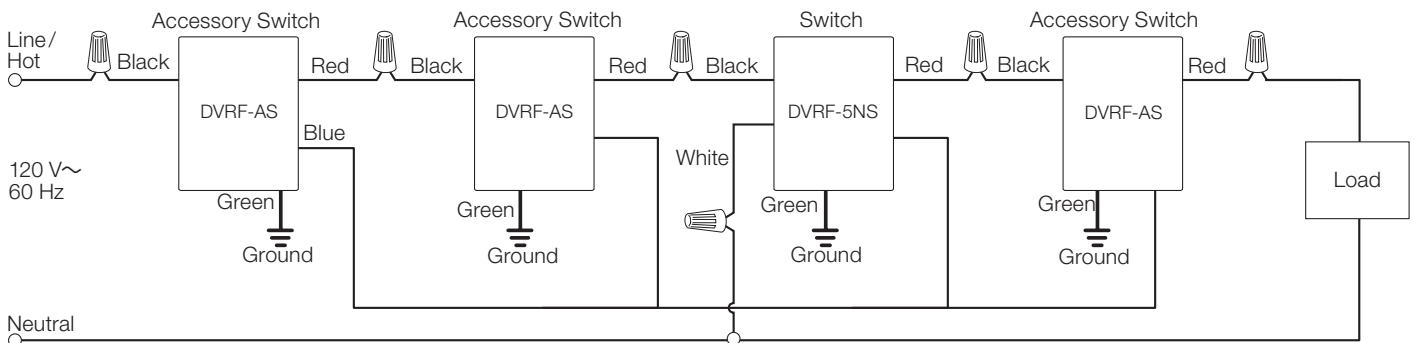 Accessory Switch
Accessory Switch
Switch
Accessory Switch
Line/
Hot
Black
Red
Black
Red
Black
Red
Black
Red
DVRF-AS
DVRF-AS
DVRF-5NS
DVRF-AS
Blue
White
120 V~
60 Hz
Load
Green
Green
Green
Green
Ground
Ground
Ground
Ground
Neutral